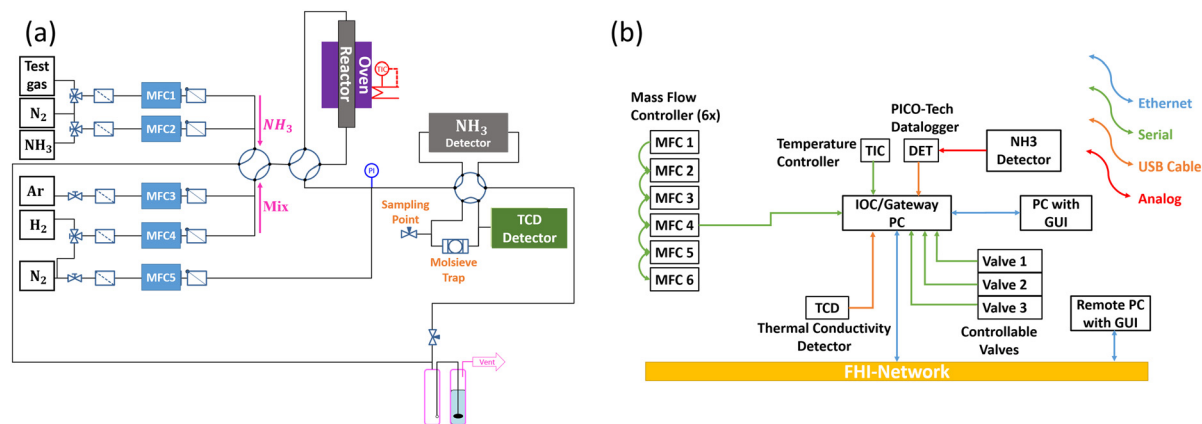 (a)
Test
gas
N₂
NH₃
MFC1
MFC2
NH₃
Reactor
Oven
TIC
NH₃
Detector
Ar
H₂
N₂
MFC3
MFC4
MFC5
Mix
PI
Sampling
Point
Molsieve
Trap
TCD
Detector
Vent
(b)
Mass Flow
Controller (6x)
MFC 1
MFC 2
MFC 3
MFC 4
MFC 5
MFC 6
Temperature
Controller
TIC
PICO-Tech
Datalogger
DET
NH3
Detector
IOC/Gateway
PC
PC with
GUI
Valve 1
Valve 2
Valve 3
Controllable
Valves
TCD
Thermal Conductivity
Detector
Remote PC
with GUI
FHI-Network
Ethernet
Serial
USB Cable
Analog